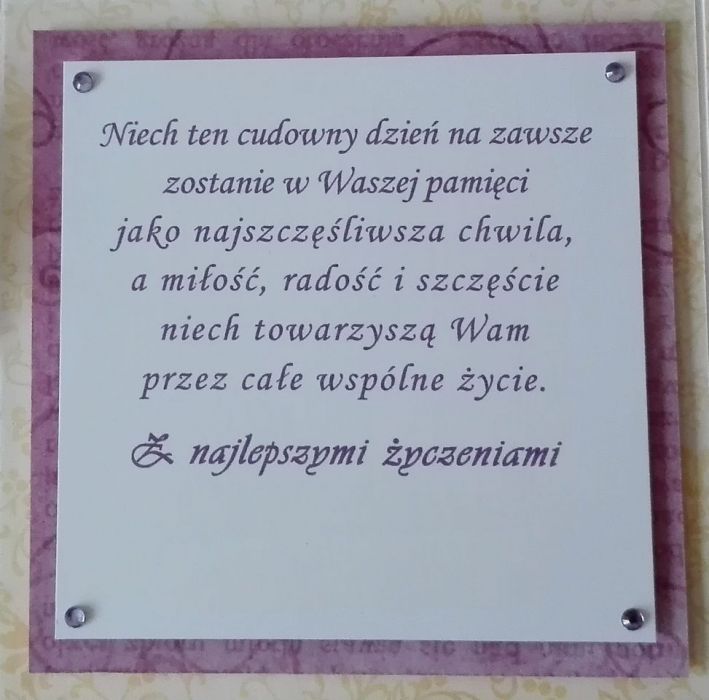 Niech ten cudowny dzień na zawsze
zostanie w Waszej pamięci
jako najszczęśliwsza chwila,
a miłość, radość i szczęście
niech towarzyszą Wam
przez całe wspólne życie.
Z najlepszymi życzeniami